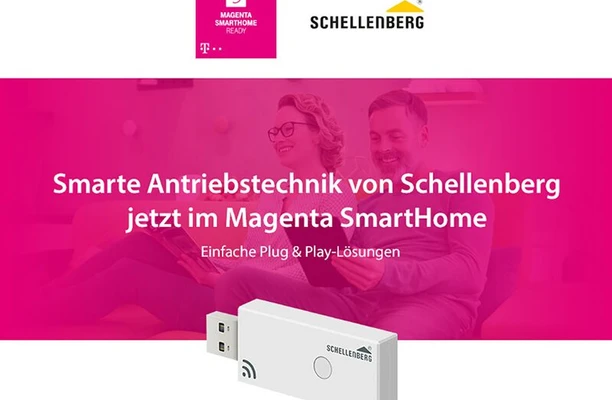 MAGENTA
SMARTHOME
READY
T
SCHELLENBERG
Smarte Antriebstechnik von Schellenberg
jetzt im Magenta SmartHome
Einfache Plug & Play-Lösungen
SCHELLENBERG